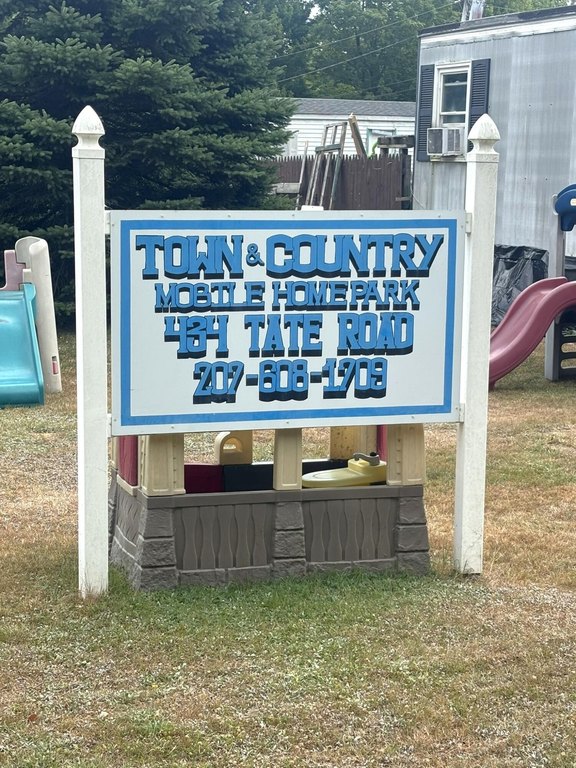 TOWN & COUNTRY
MOBILE HOME PARK
434 TATE ROAD
207-608-1709